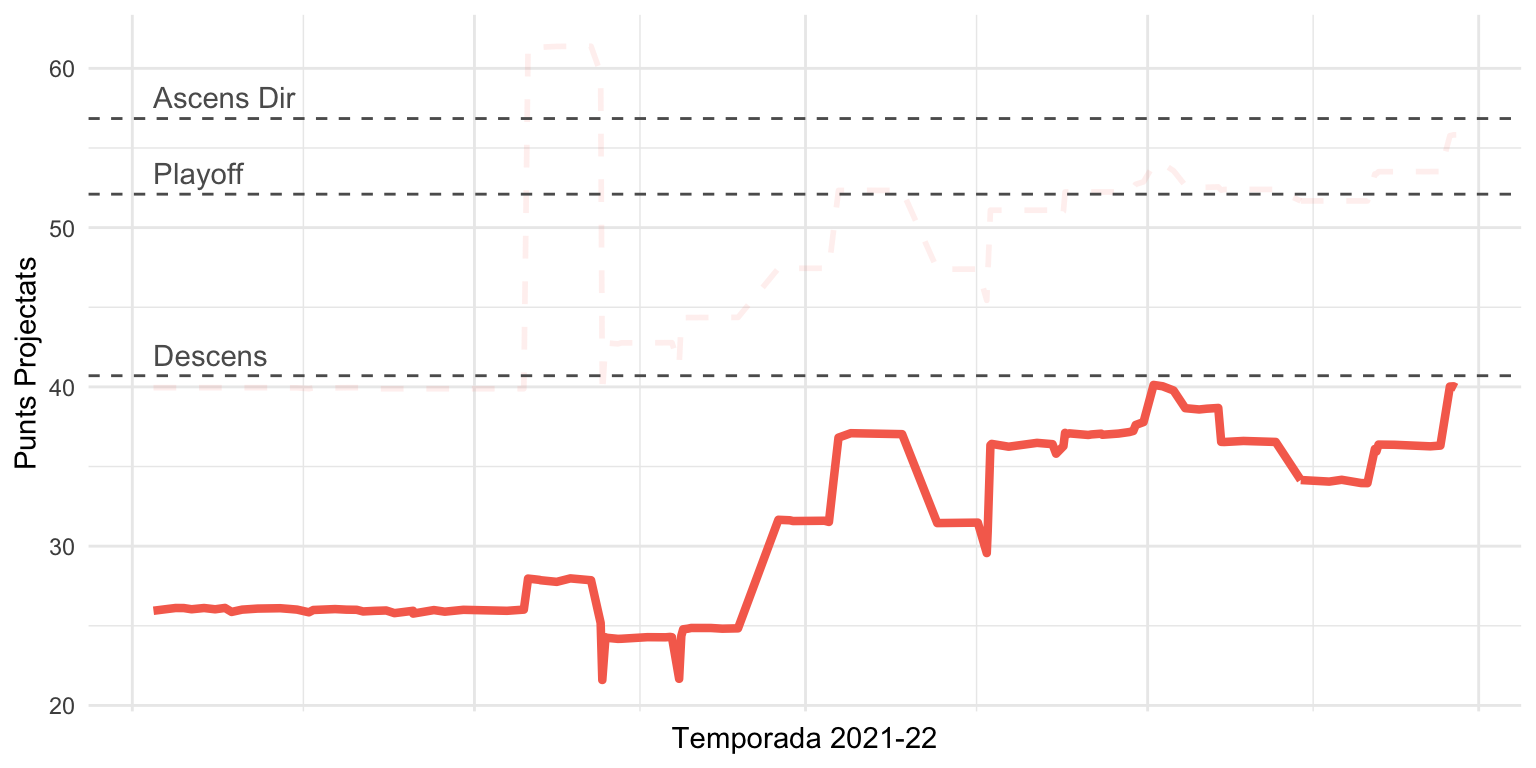 60
Ascens Dir
Playoff
50
Descens
40
30
20
Punts Projectats
Temporada 2021-22